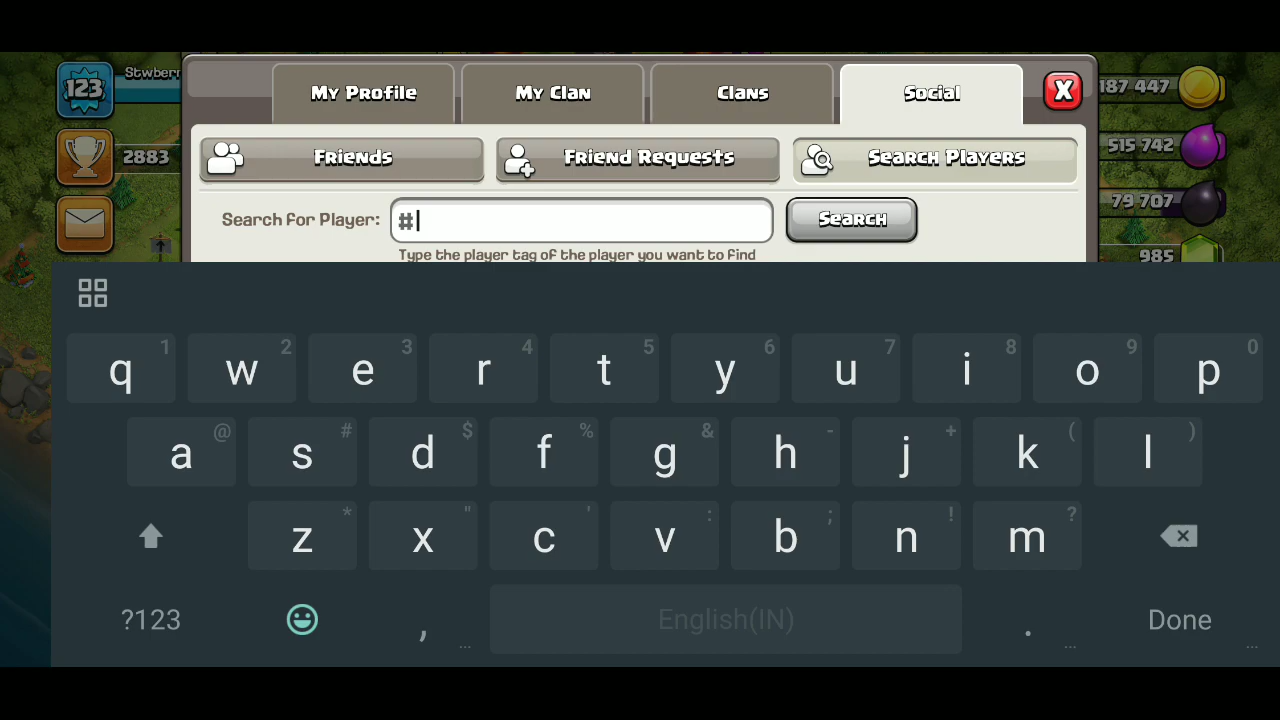 123
Stwberr
My Profile
My Clan
Clans
Social
X
187 447
2883
Friends
Friend Requests
Search Players
515 742
79 707
Search for Player:
#
Search
Type the player tag of the player you want to find
985
q 1 w 2 e 3 r 4 t 5 y 6 u 7 i 8 o 9 p 0
a @ s # d $ f % g & h - j + k ( l )
z * x " c ' v : b ; n ! m ?
?123 , ... English(IN) . ... Done ...